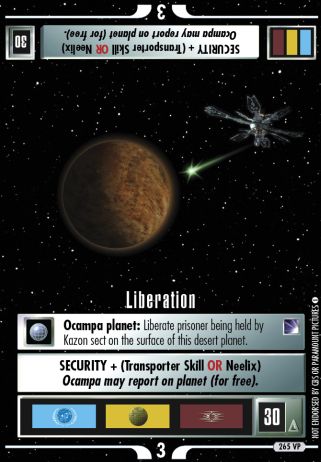 3
30
SECURITY + (Transporter Skill OR Neelix)
Ocampa may report on planet (for free).
Liberation
Ocampa planet: Liberate prisoner being held by
Kazon sect on the surface of this desert planet.
SECURITY + (Transporter Skill OR Neelix)
Ocampa may report on planet (for free).
30
3
265 VP
NOT ENDORSED BY CBS OR PARAMOUNT PICTURES